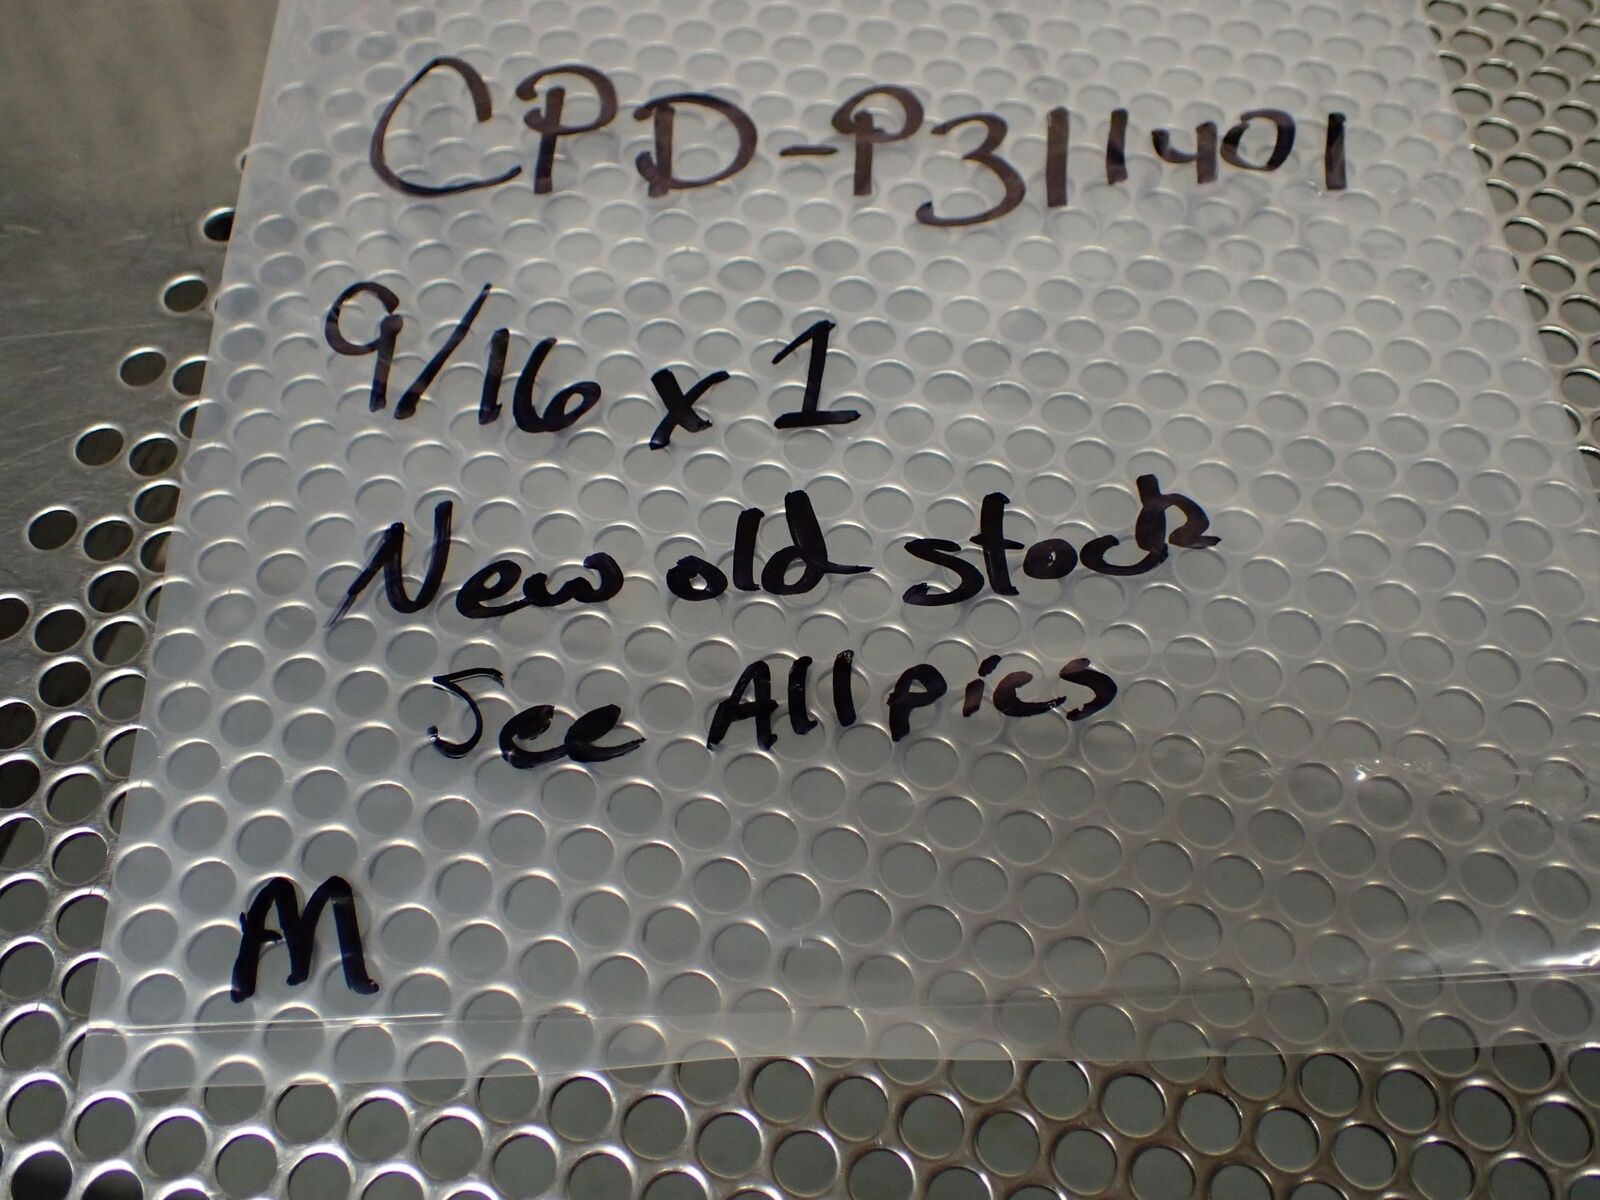 CPD-P311401
9/16 x 1
New old stock
See All pics
M